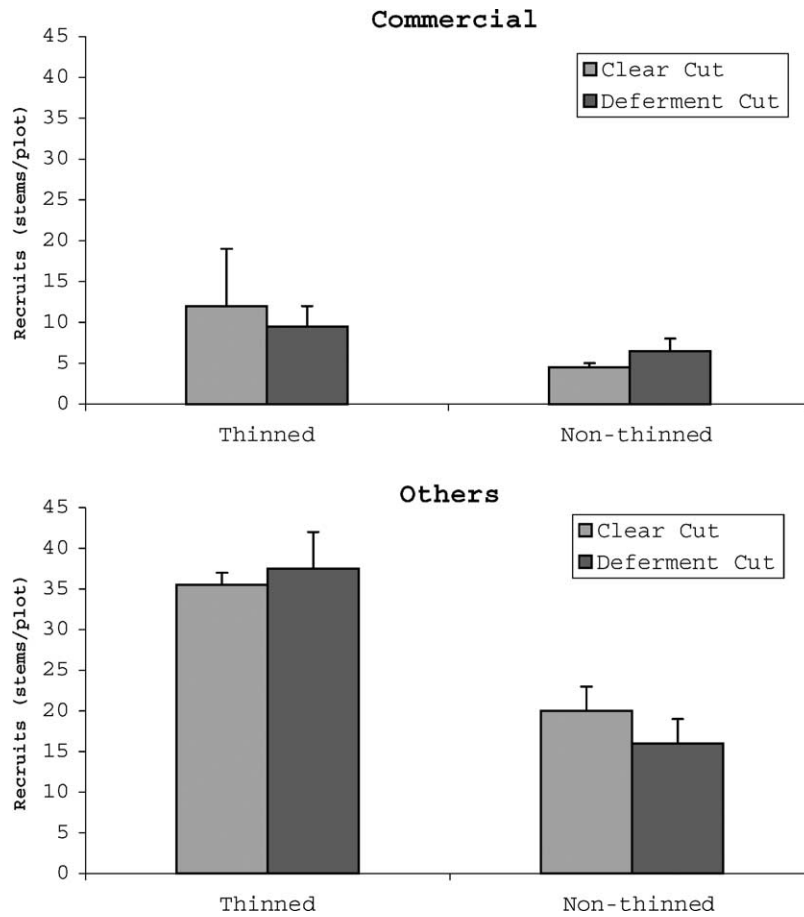 Commercial
Recruits (stems/plot)
45
40
35
30
25
20
15
10
5
0
Clear Cut
Deferment Cut
Thinned Non-thinned
Others
Recruits (stems/plot)
45
40
35
30
25
20
15
10
5
0
Clear Cut
Deferment Cut
Thinned Non-thinned